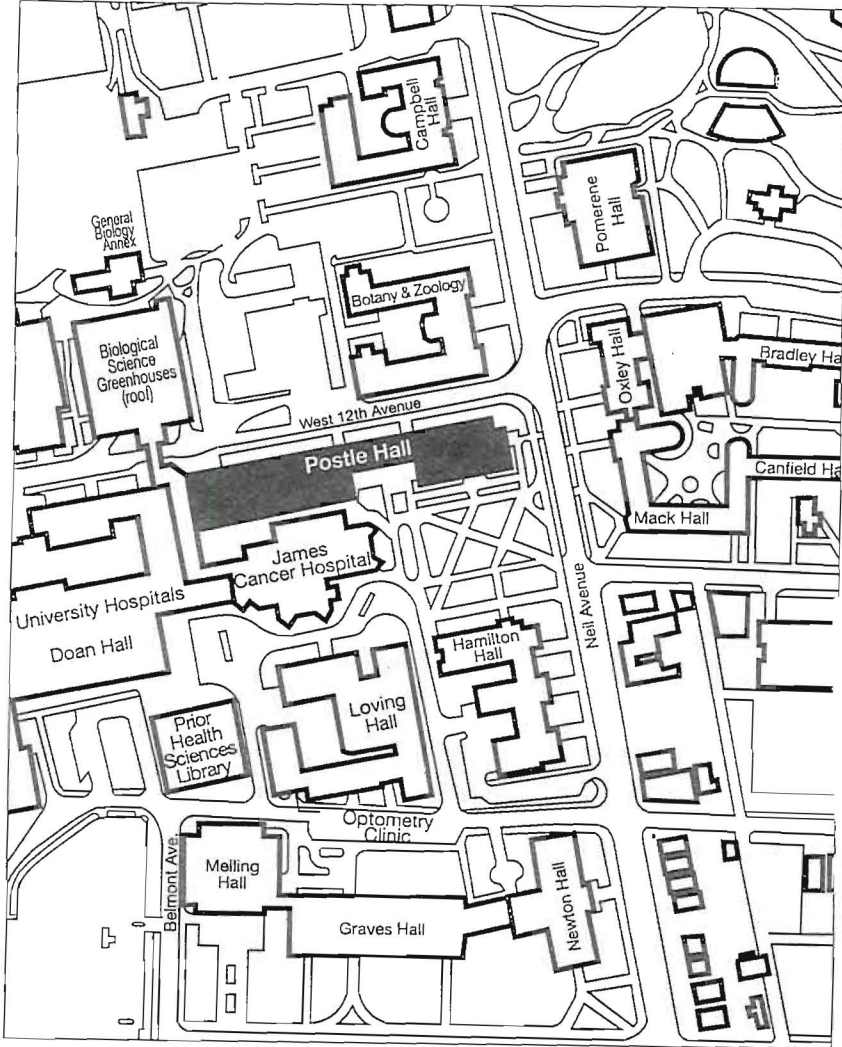 Campbell
Hall
Pomerene
Hall
General
Biology
Annex
Botany & Zoology
Biological
Science
Greenhouses
(roof)
Oxley Hall
Bradley Ha
West 12th Avenue
Postle Hall
Canfield Ha
Mack Hall
James
Cancer Hospital
University Hospitals
Doan Hall
Neil Avenue
Hamilton
Hall
Loving
Hall
Prior
Health
Sciences
Library
Optometry
Clinic
Belmont Ave.
Meiling
Hall
Graves Hall
Newton Hall